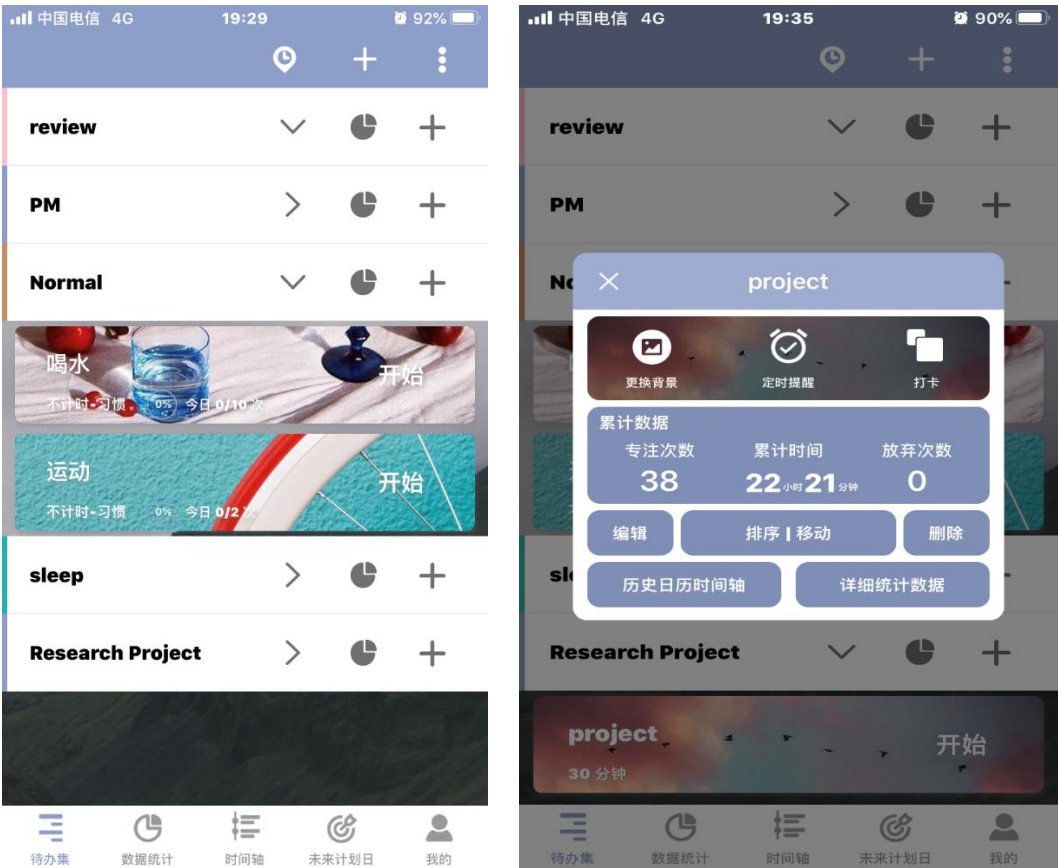 中国电信 4G 19:29 92%
review
PM
Normal
喝水
开始
不计时-习惯 0% 今日 0/10 次
运动
开始
不计时-习惯 0% 今日 0/2 次
sleep
Research Project
待办集 数据统计 时间轴 未来计划日 我的
中国电信 4G 19:35 90%
review
PM
No
project
更换背景 定时提醒 打卡
累计数据
专注次数 累计时间 放弃次数
38 22小时21分钟 0
编辑 排序 | 移动 删除
历史日历时间轴 详细统计数据
sle
Research Project
project
开始
30 分钟
待办集 数据统计 时间轴 未来计划日 我的